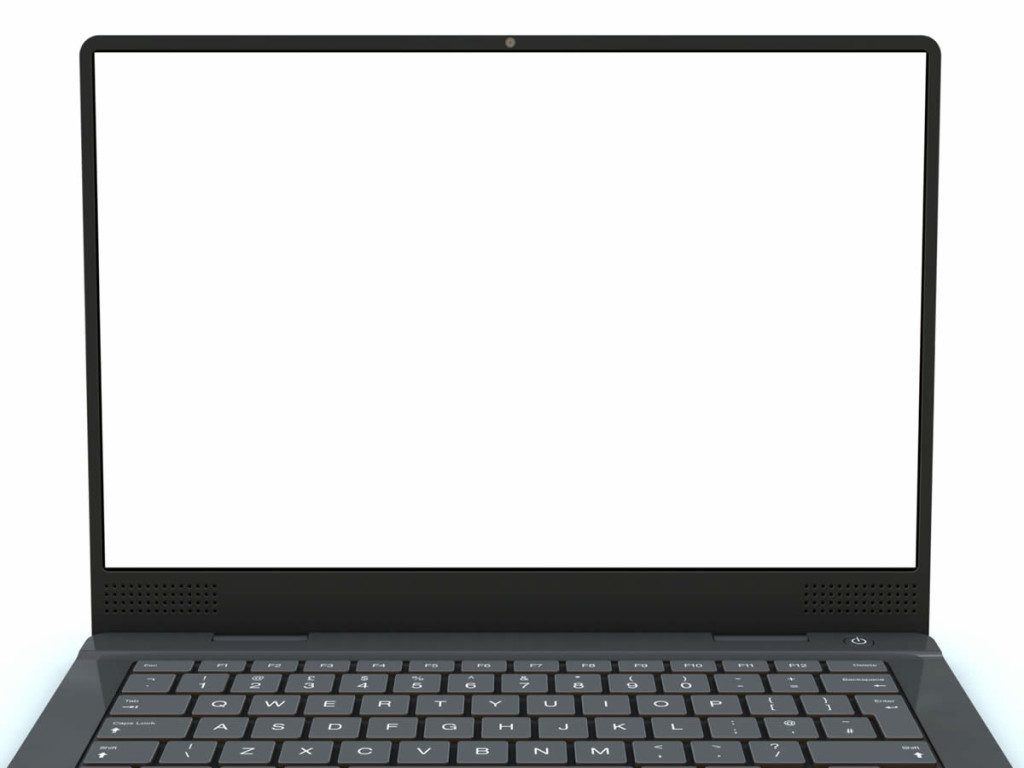 Esc F1 F2 F3 F4 F5 F6 F7 F8 F9 F10 F11 F12 Delete
¬ ! @ £ $ % ^ & * ( ) _ + Backspace
1 2 3 4 5 6 7 8 9 0 - =
Tab Q W E R T Y U I O P { } Enter
[ ]
Caps Lock A S D F G H J K L : @ ~
; #
Shift | Z X C V B N M < > ? Shift
\ , . /